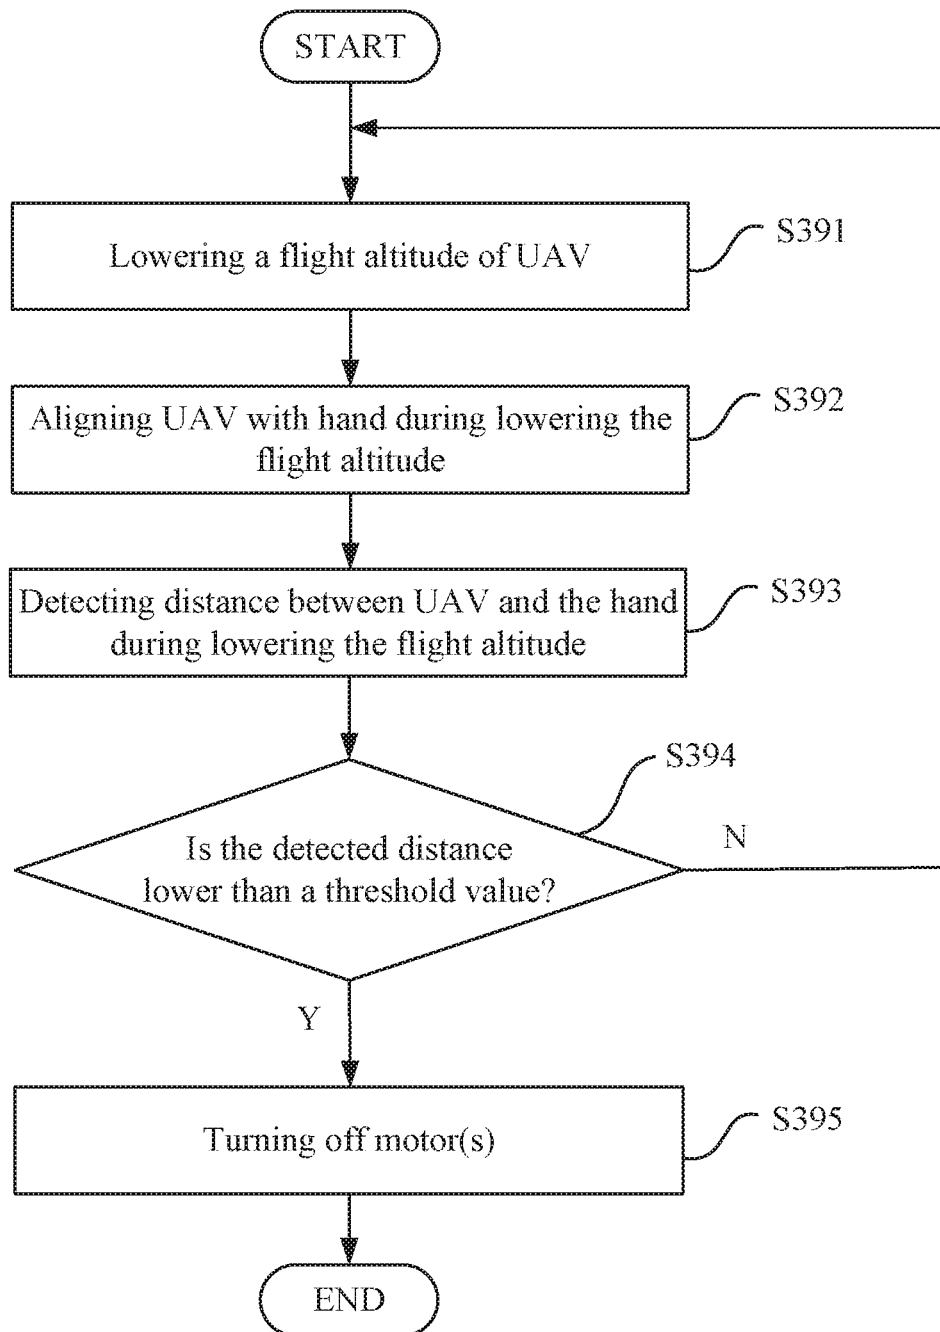 START
Lowering a flight altitude of UAV
S391
Aligning UAV with hand during lowering the
flight altitude
S392
Detecting distance between UAV and the hand
during lowering the flight altitude
S393
S394
Is the detected distance
lower than a threshold value?
N
Y
Turning off motor(s)
S395
END